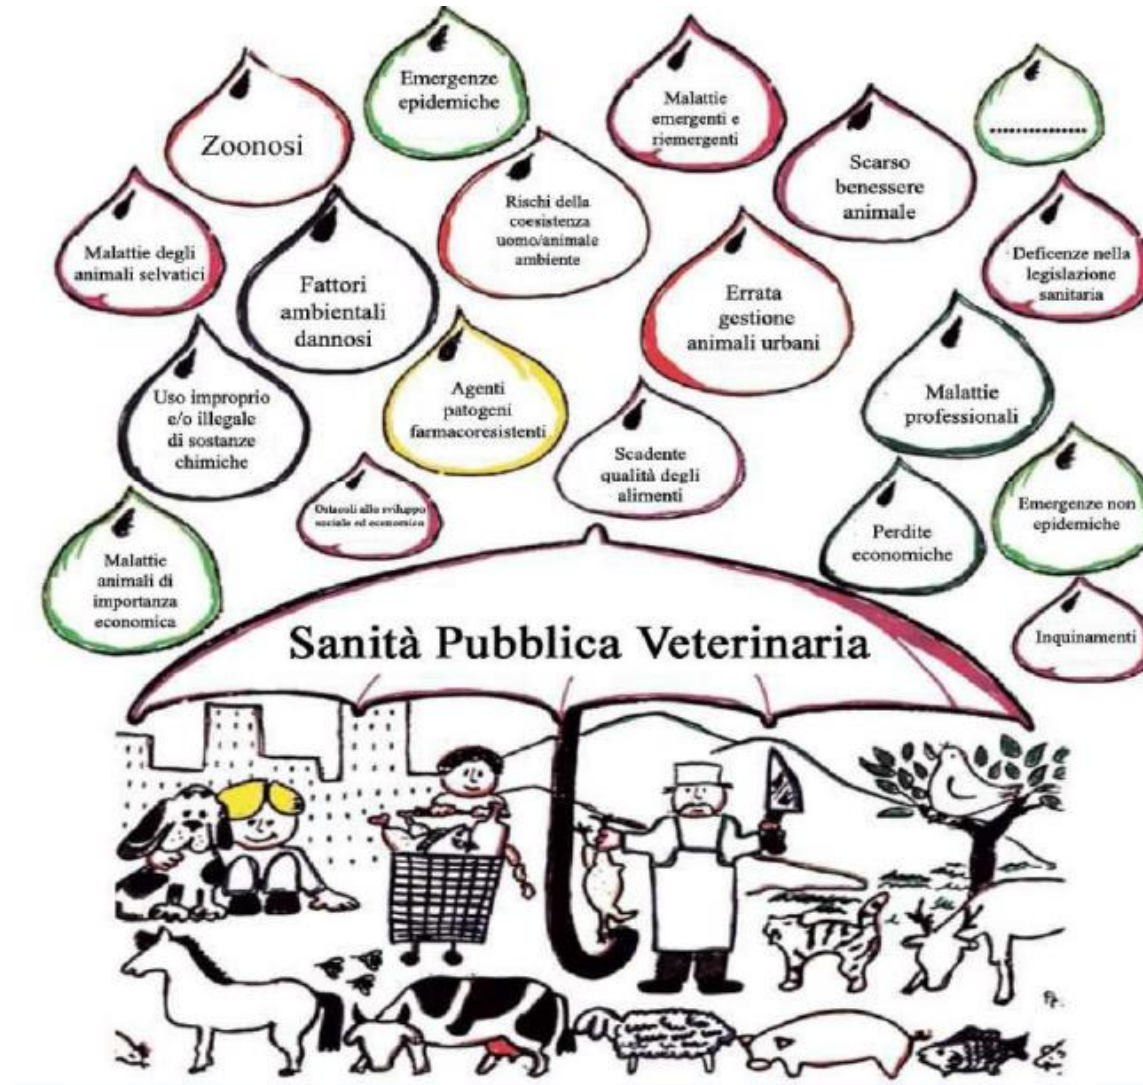 Emergenze
epidemiche
Malattie
emergenti e
riemergenti
...............
Zoonosi
Scarso
benessere
animale
Rischi della
coesistenza
uomo/animale
ambiente
Malattie degli
animali selvatici
Deficenze nella
legislazione
sanitaria
Fattori
ambientali
dannosi
Errata
gestione
animali urbani
Uso improprio
e/o illegale
di sostanze
chimiche
Agenti
patogeni
farmacoresistenti
Malattie
professionali
Scadente
qualità degli
alimenti
Ostacoli allo sviluppo
sociale ed economico
Emergenze non
epidemiche
Perdite
economiche
Malattie
animali di
importanza
economica
Inquinamenti
Sanità Pubblica Veterinaria